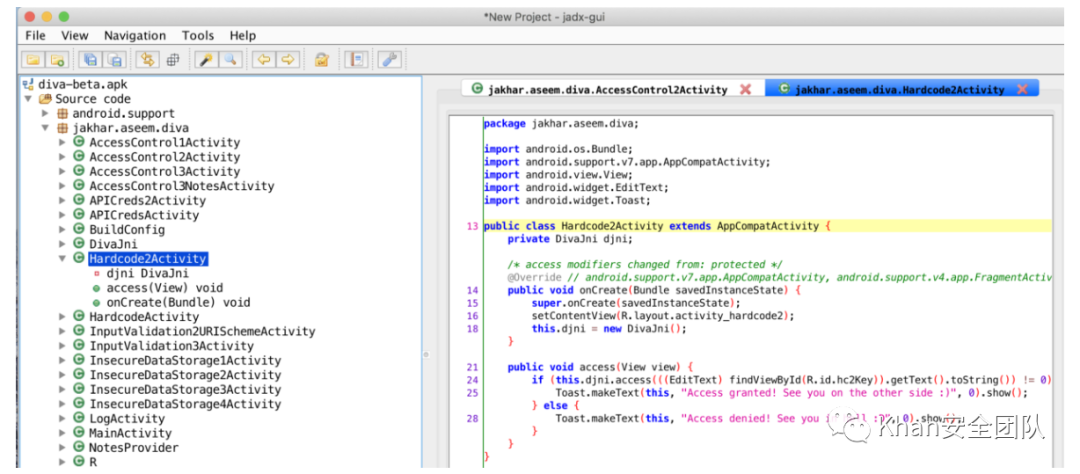 *New Project - jadx-gui
File View Navigation Tools Help
diva-beta.apk
Source code
android.support
jakhar.aseem.diva
AccessControl1Activity
AccessControl2Activity
AccessControl3Activity
AccessControl3NotesActivity
APICreds2Activity
APICredsActivity
BuildConfig
DivaJni
Hardcode2Activity
djni DivaJni
access(View) void
onCreate(Bundle) void
HardcodeActivity
InputValidation2URISchemeActivity
InputValidation3Activity
InsecureDataStorage1Activity
InsecureDataStorage2Activity
InsecureDataStorage3Activity
InsecureDataStorage4Activity
LogActivity
MainActivity
NotesProvider
R
jakhar.aseem.diva.AccessControl2Activity jakhar.aseem.diva.Hardcode2Activity
package jakhar.aseem.diva;
import android.os.Bundle;
import android.support.v7.app.AppCompatActivity;
import android.view.View;
import android.widget.EditText;
import android.widget.Toast;
13 public class Hardcode2Activity extends AppCompatActivity {
private DivaJni djni;
/* access modifiers changed from: protected */
@Override // android.support.v7.app.AppCompatActivity, android.support.v4.app.FragmentActiv
14 public void onCreate(Bundle savedInstanceState) {
15 super.onCreate(savedInstanceState);
16 setContentView(R.layout.activity_hardcode2);
18 this.djni = new DivaJni();
}
21 public void access(View view) {
24 if (this.djni.access(((EditText) findViewById(R.id.hc2Key)).getText().toString()) != 0)
25 Toast.makeText(this, "Access granted! See you on the other side :)", 0).show();
} else {
28 Toast.makeText(this, "Access denied! See you
}
}
}
Khan安全团队